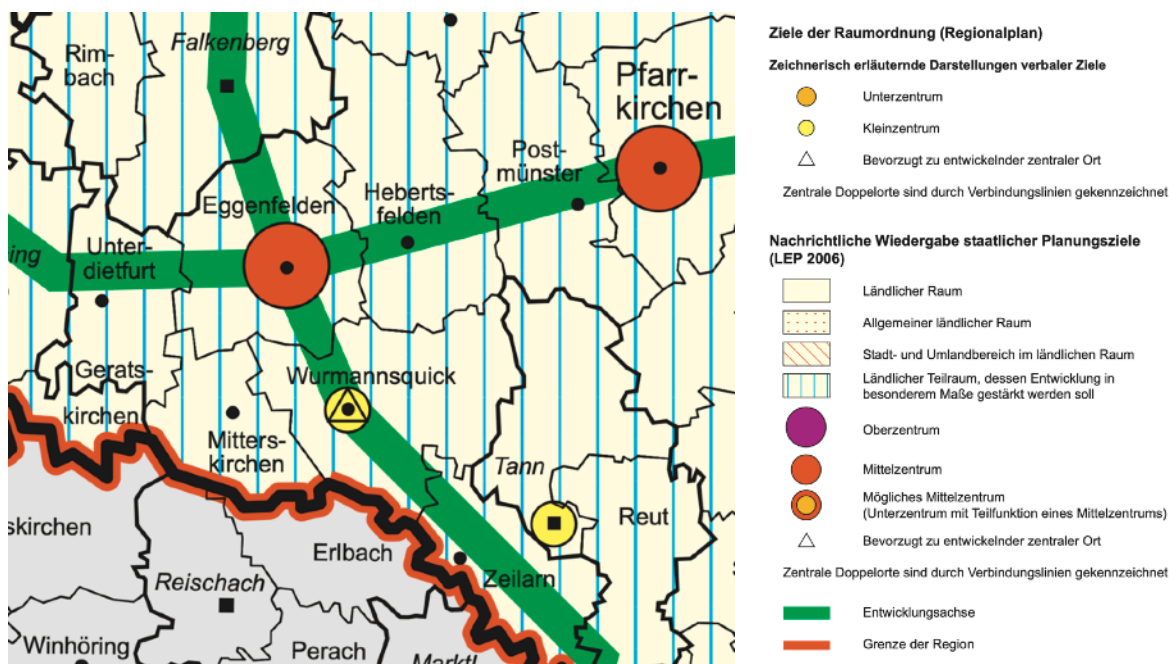 Falkenberg
Rim-
bach
Pfarr-
kirchen
Post-
münster
Eggenfelden
Heberts-
felden
ing
Unter-
dietfurt
Gerats-
kirchen
Wurmannsquick
Mitters-
kirchen
Tann
Reut
skirchen
Erlbach
Reischach
Zeilarn
Winhöring
Perach
Marktl
Ziele der Raumordnung (Regionalplan)
Zeichnerisch erläuternde Darstellungen verbaler Ziele
Unterzentrum
Kleinzentrum
Bevorzugt zu entwickelnder zentraler Ort
Zentrale Doppelorte sind durch Verbindungslinien gekennzeichnet
Nachrichtliche Wiedergabe staatlicher Planungsziele
(LEP 2006)
Ländlicher Raum
Allgemeiner ländlicher Raum
Stadt- und Umlandbereich im ländlichen Raum
Ländlicher Teilraum, dessen Entwicklung in
besonderem Maße gestärkt werden soll
Oberzentrum
Mittelzentrum
Mögliches Mittelzentrum
(Unterzentrum mit Teilfunktion eines Mittelzentrums)
Bevorzugt zu entwickelnder zentraler Ort
Zentrale Doppelorte sind durch Verbindungslinien gekennzeichnet
Entwicklungsachse
Grenze der Region